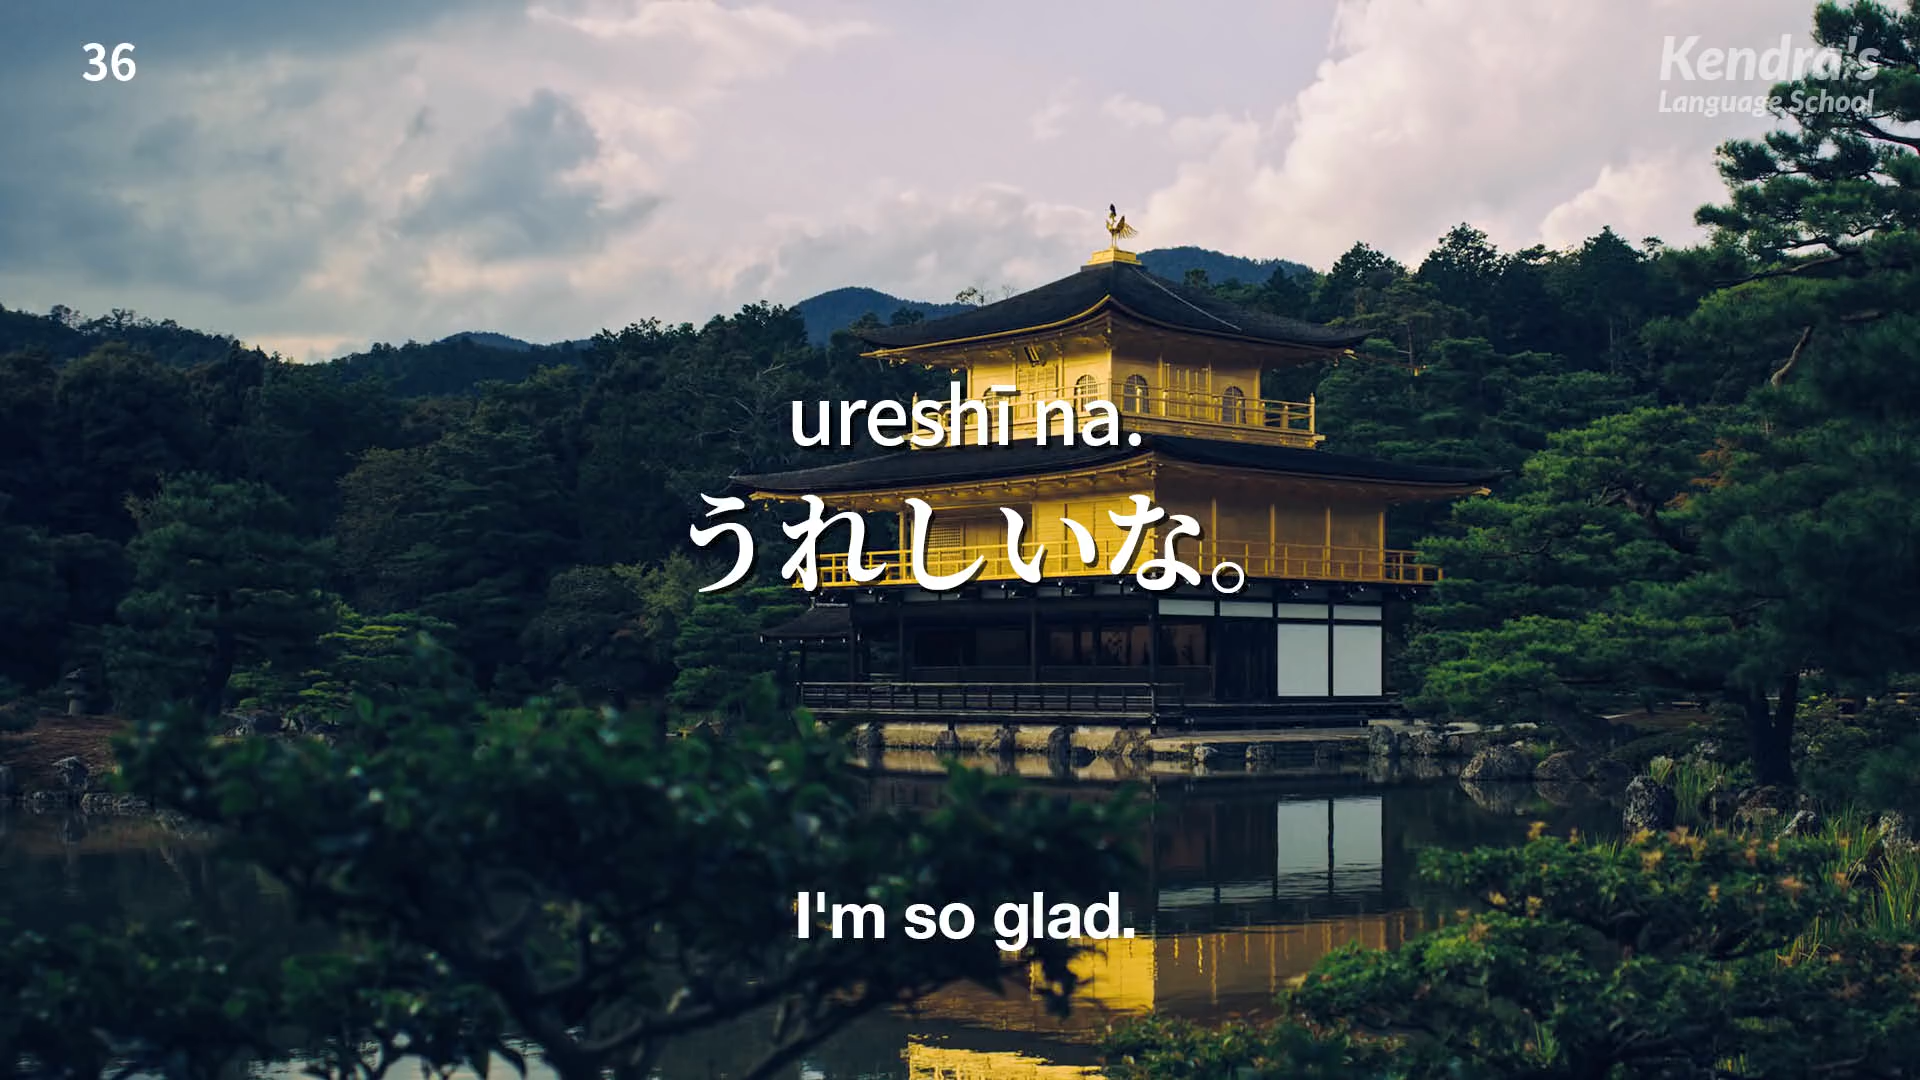 36
Kendra's
Language School
ureshī na.
うれしいな。
I'm so glad.